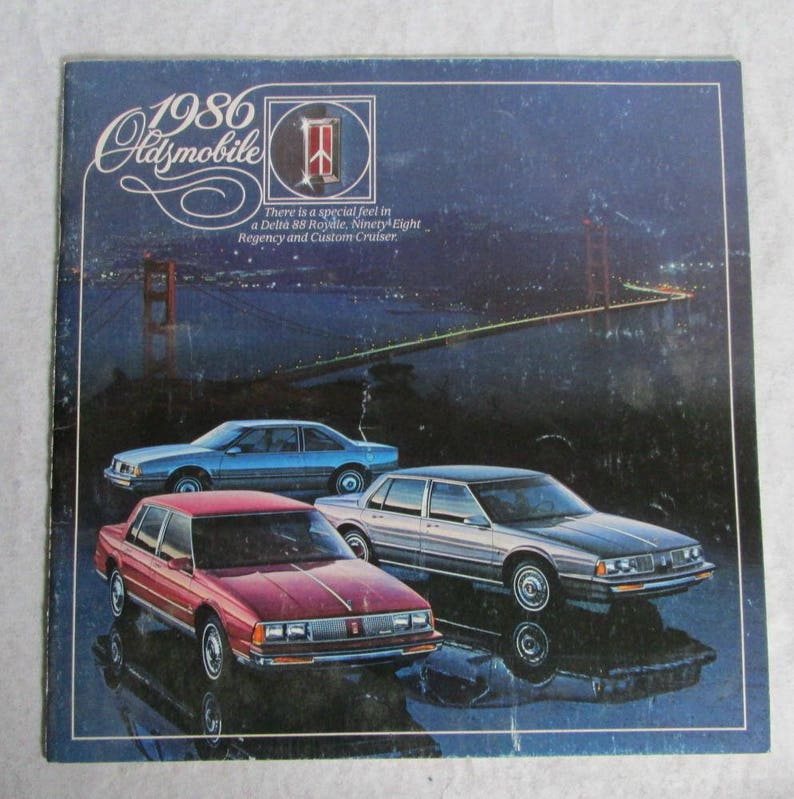 1986
Oldsmobile
There is a special feel in
a Delta 88 Royale, Ninety-Eight
Regency and Custom Cruiser.